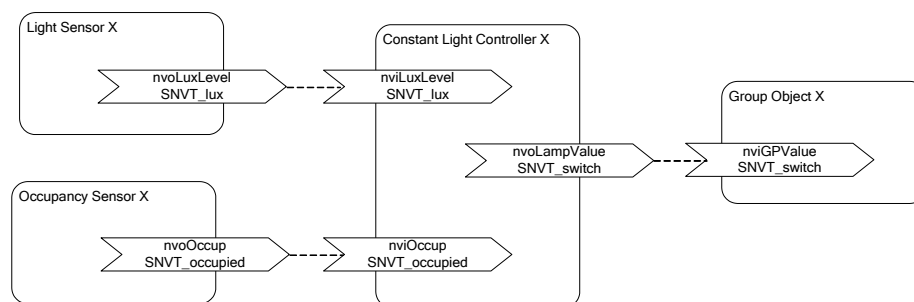 Light Sensor X
nvoLuxLevel
SNVT_lux
Constant Light Controller X
nviLuxLevel
SNVT_lux
nvoLampValue
SNVT_switch
Group Object X
nviGPValue
SNVT_switch
Occupancy Sensor X
nvoOccup
SNVT_occupied
nviOccup
SNVT_occupied